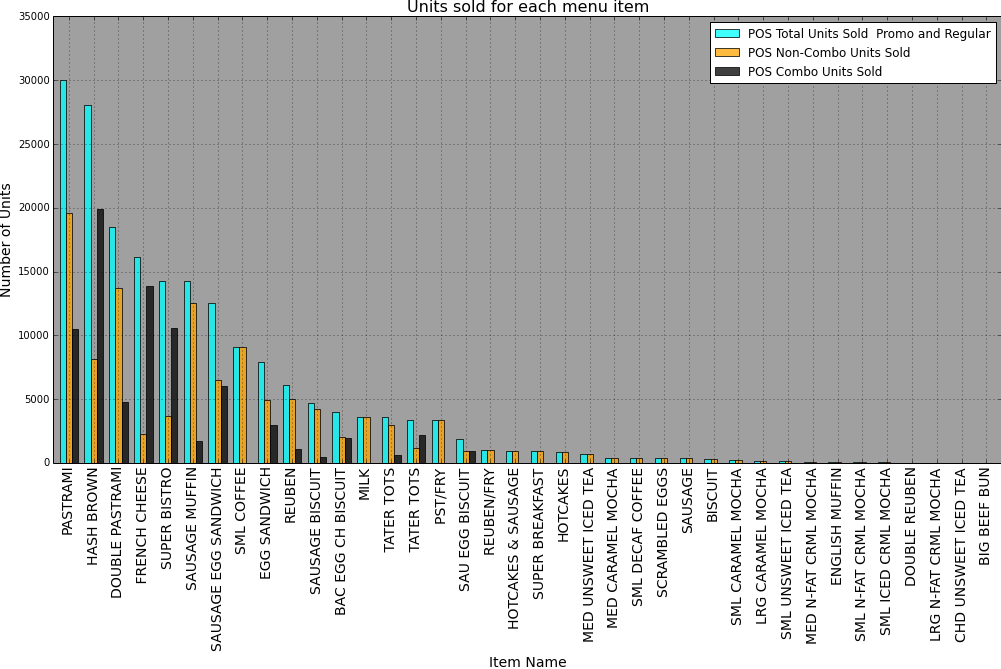 Units sold for each menu item
POS Total Units Sold  Promo and Regular
POS Non-Combo Units Sold
POS Combo Units Sold
Number of Units
35000
30000
25000
20000
15000
10000
5000
0
PASTRAMI
HASH BROWN
DOUBLE PASTRAMI
FRENCH CHEESE
SUPER BISTRO
SAUSAGE MUFFIN
SAUSAGE EGG SANDWICH
SML COFFEE
EGG SANDWICH
REUBEN
SAUSAGE BISCUIT
BAC EGG CH BISCUIT
MILK
TATER TOTS
TATER TOTS
PST/FRY
SAU EGG BISCUIT
REUBEN/FRY
HOTCAKES & SAUSAGE
SUPER BREAKFAST
HOTCAKES
MED UNSWEET ICED TEA
MED CARAMEL MOCHA
SML DECAF COFFEE
SCRAMBLED EGGS
SAUSAGE
BISCUIT
SML CARAMEL MOCHA
LRG CARAMEL MOCHA
SML UNSWEET ICED TEA
MED N-FAT CRML MOCHA
ENGLISH MUFFIN
SML N-FAT CRML MOCHA
SML ICED CRML MOCHA
DOUBLE REUBEN
LRG N-FAT CRML MOCHA
CHD UNSWEET ICED TEA
BIG BEEF BUN
Item Name